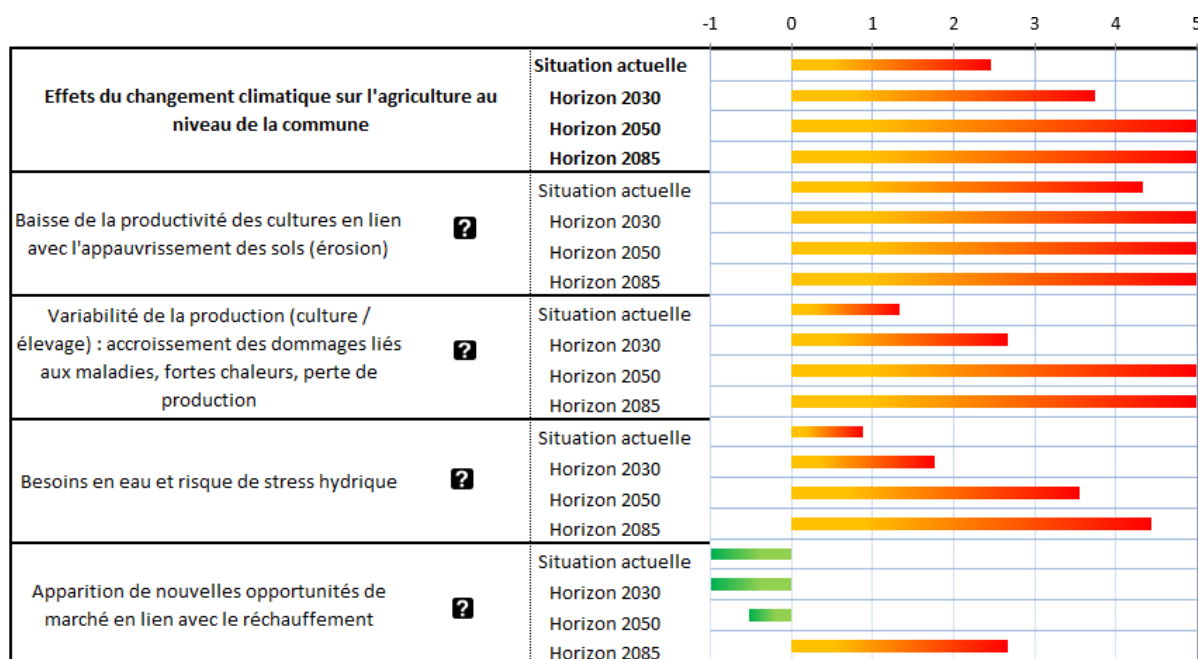 -1 0 1 2 3 4 5
Effets du changement climatique sur l'agriculture au
niveau de la commune
Situation actuelle
Horizon 2030
Horizon 2050
Horizon 2085
Baisse de la productivité des cultures en lien
avec l'appauvrissement des sols (érosion)
?
Situation actuelle
Horizon 2030
Horizon 2050
Horizon 2085
Variabilité de la production (culture /
élevage) : accroissement des dommages liés
aux maladies, fortes chaleurs, perte de
production
?
Situation actuelle
Horizon 2030
Horizon 2050
Horizon 2085
Besoins en eau et risque de stress hydrique
?
Situation actuelle
Horizon 2030
Horizon 2050
Horizon 2085
Apparition de nouvelles opportunités de
marché en lien avec le réchauffement
?
Situation actuelle
Horizon 2030
Horizon 2050
Horizon 2085